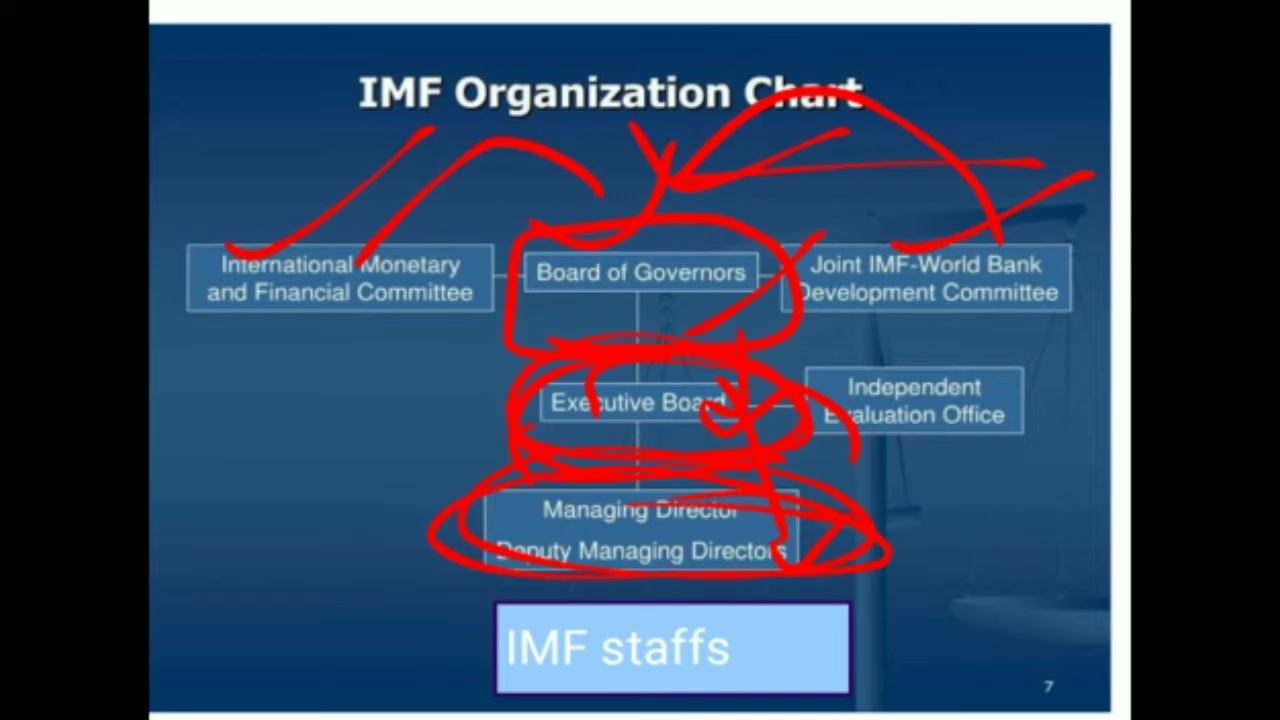 IMF Organization Chart
International Monetary
and Financial Committee
Board of Governors
Joint IMF-World Bank
Development Committee
Executive Board
Independent
Evaluation Office
Managing Director
Deputy Managing Directors
IMF staffs
7